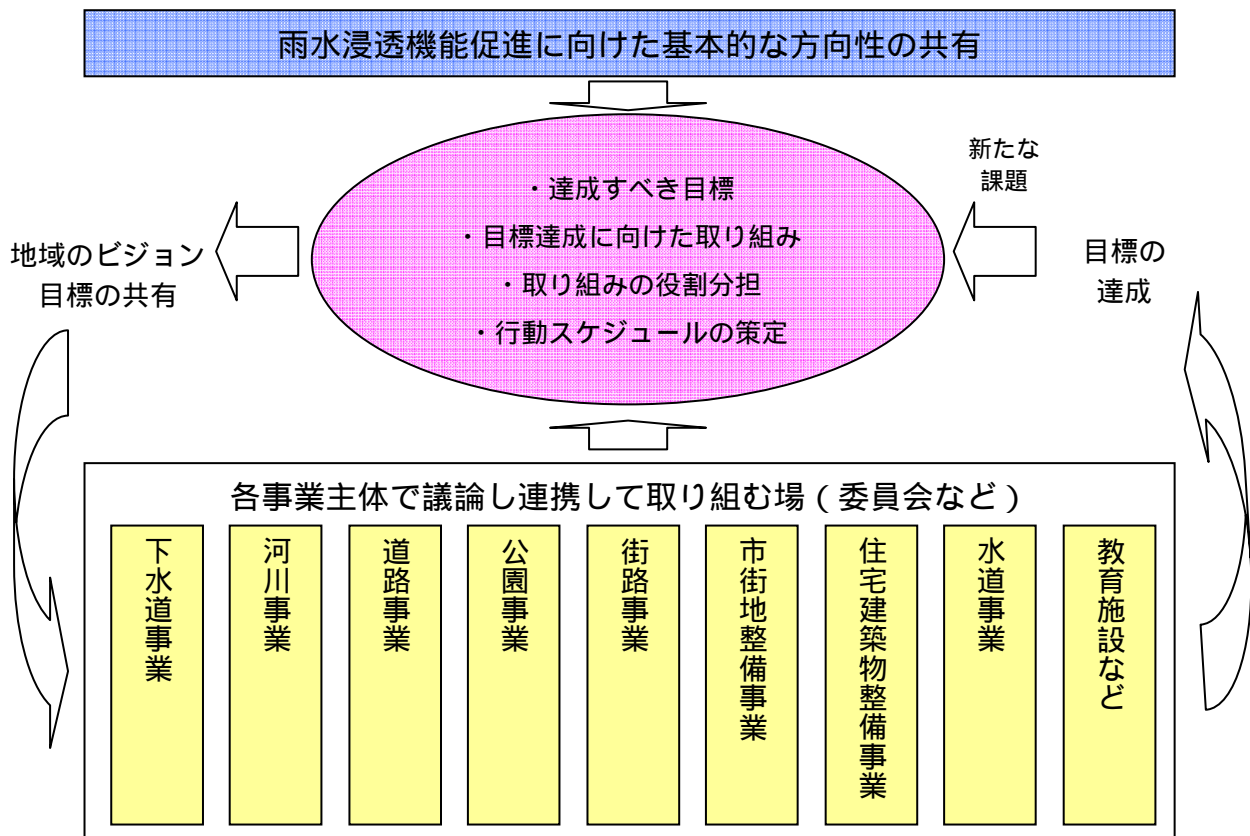 雨水浸透機能促進に向けた基本的な方向性の共有
新たな
課題
・達成すべき目標
・目標達成に向けた取り組み
・取り組みの役割分担
・行動スケジュールの策定
地域のビジョン
目標の共有
目標の
達成
各事業主体で議論し連携して取り組む場（委員会など）
下水道事業
河川事業
道路事業
公園事業
街路事業
市街地整備事業
住宅建築物整備事業
水道事業
教育施設など